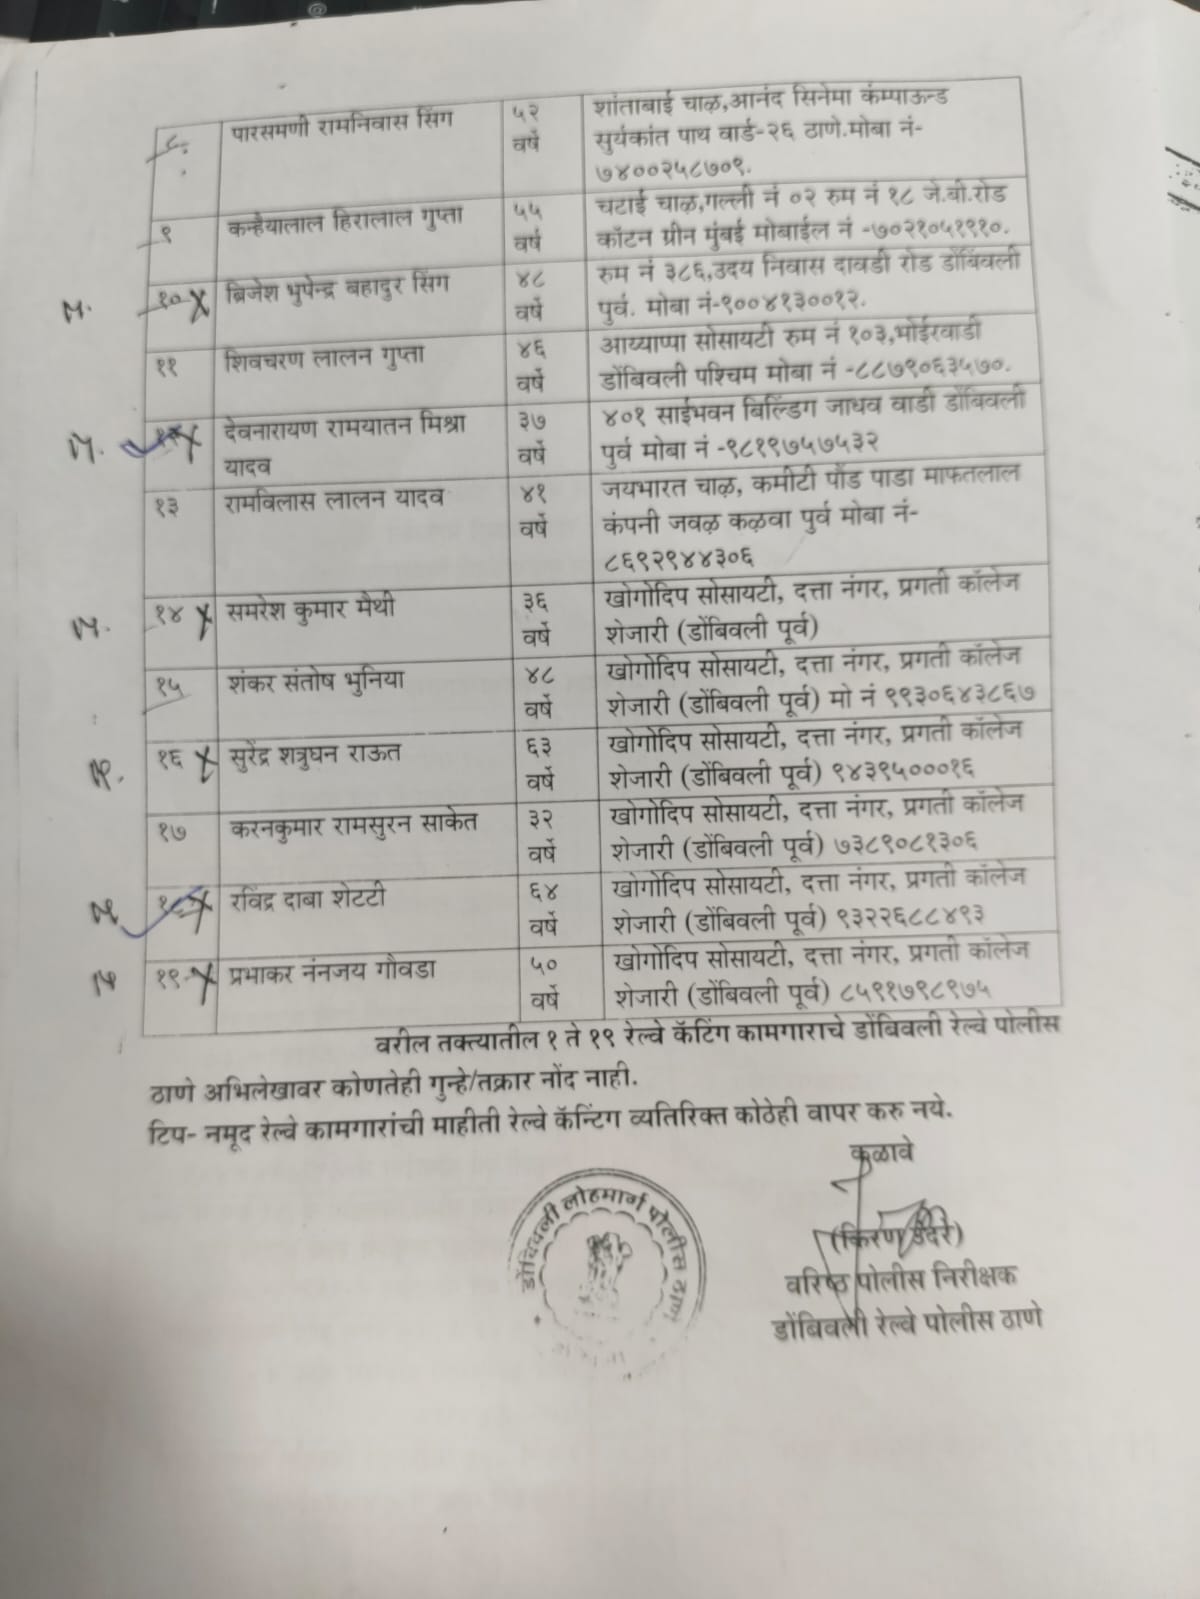 ८. पारसमणी रामनिवास सिंग ५२ वर्षे शांताबाई चाळ,आनंद सिनेमा कंम्पाऊन्ड
सुर्यकांत पाथ वार्ड-२६ ठाणे.मोबा नं-
७४००२५८७०९.
९ कन्हैयालाल हिरालाल गुप्ता ५५ वर्ष चटाई चाळ,गल्ली नं ०२ रुम नं १८ जे.बी.रोड
कॉटन ग्रीन मुंबई मोबाईल नं -७०२१०५१९१०.
१० ब्रिजेश भुपेन्द्र बहादुर सिंग ४८ वर्षे रुम नं ३८६,उदय निवास दावडी रोड डोंबिवली
पुर्व. मोबा नं-९००४१३००१२.
११ शिवचरण लालन गुप्ता ४६ वर्षे आय्याप्पा सोसायटी रुम नं १०३,भोईरवाडी
डोंबिवली पश्चिम मोबा नं -८८७९०६३५७०.
देवनारायण रामयातन मिश्रा ३७ वर्षे ४०१ साईभवन बिल्डिंग जाधव वाडी डोंबिवली
यादव पुर्व मोबा नं -९८१९७५७५३२
१३ रामविलास लालन यादव ४१ वर्षे जयभारत चाळ, कमीटी पौंड पाडा माफतलाल
कंपनी जवळ कळवा पुर्व मोबा नं-
८६९२९४४३०६
१४ समरेश कुमार मैथी ३६ वर्षे खोगोदिप सोसायटी, दत्ता नंगर, प्रगती कॉलेज
शेजारी (डोंबिवली पूर्व)
१५ शंकर संतोष भुनिया ४८ वर्षे खोगोदिप सोसायटी, दत्ता नंगर, प्रगती कॉलेज
शेजारी (डोंबिवली पूर्व) मो नं ९९३०६४३८६७
१६ सुरेंद्र शत्रुघन राऊत ६३ वर्षे खोगोदिप सोसायटी, दत्ता नंगर, प्रगती कॉलेज
शेजारी (डोंबिवली पूर्व) ९४३९५०००१६
१७ करनकुमार रामसुरन साकेत ३२ वर्षे खोगोदिप सोसायटी, दत्ता नंगर, प्रगती कॉलेज
शेजारी (डोंबिवली पूर्व) ७३८९०८१३०६
रविंद्र दाबा शेटटी ६४ वर्षे खोगोदिप सोसायटी, दत्ता नंगर, प्रगती कॉलेज
शेजारी (डोंबिवली पूर्व) ९३२२६८८४९३
१९ प्रभाकर नंनजय गौवडा ५० वर्षे खोगोदिप सोसायटी, दत्ता नंगर, प्रगती कॉलेज
शेजारी (डोंबिवली पूर्व) ८५९१७९८९७५
वरील तक्त्यातील १ ते १९ रेल्वे कॅटिंग कामगाराचे डोंबिवली रेल्वे पोलीस
ठाणे अभिलेखावर कोणतेही गुन्हे/तक्रार नोंद नाही.
टिप- नमूद रेल्वे कामगारांची माहीती रेल्वे कॅन्टिंग व्यतिरिक्त कोठेही वापर करु नये.
कळावे
(किरण उंदरे)
वरिष्ठ पोलीस निरीक्षक
डोंबिवली रेल्वे पोलीस ठाणे
डोंबिवली लोहमार्ग पोलीस ठाणे